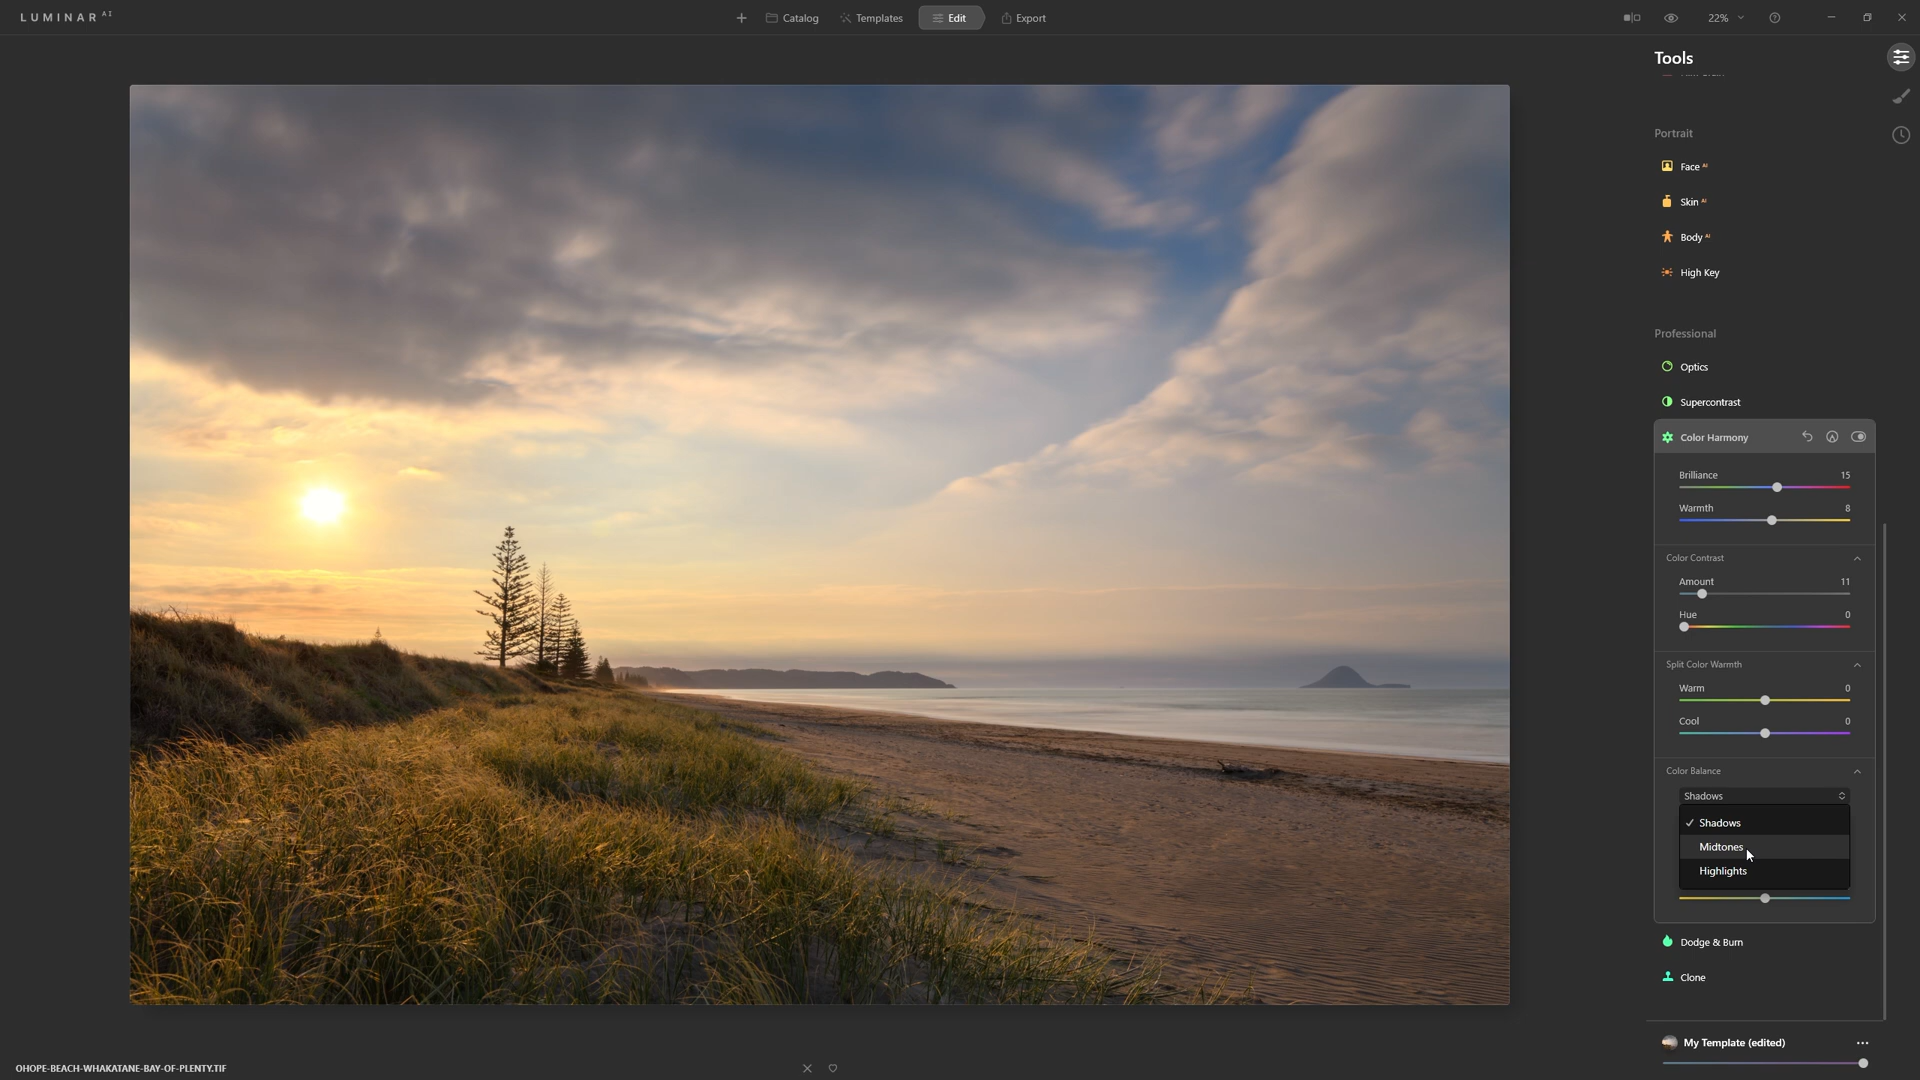 LUMINAR AI
Catalog
Templates
Edit
Export
22%
Tools
Portrait
Face AI
Skin AI
Body AI
High Key
Professional
Optics
Supercontrast
Color Harmony
Brilliance 15
Warmth 8
Color Contrast
Amount 11
Hue 0
Split Color Warmth
Warm 0
Cool 0
Color Balance
Shadows
Shadows
Midtones
Highlights
Dodge & Burn
Clone
My Template (edited)
OHOPE-BEACH-WHAKATANE-BAY-OF-PLENTY.TIF